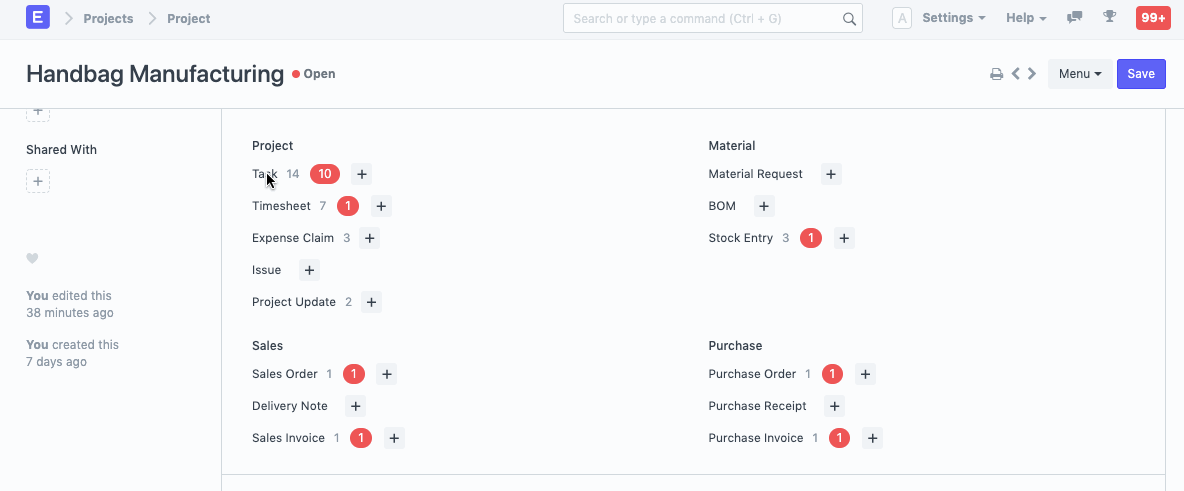 E Projects Project Search or type a command (Ctrl + G) A Settings Help 99+
Handbag Manufacturing Open Menu Save
Shared With
You edited this
38 minutes ago
You created this
7 days ago
Project
Task 14 10 +
Timesheet 7 1 +
Expense Claim 3 +
Issue +
Project Update 2 +
Material
Material Request +
BOM +
Stock Entry 3 1 +
Sales
Sales Order 1 1 +
Delivery Note +
Sales Invoice 1 1 +
Purchase
Purchase Order 1 1 +
Purchase Receipt +
Purchase Invoice 1 1 +